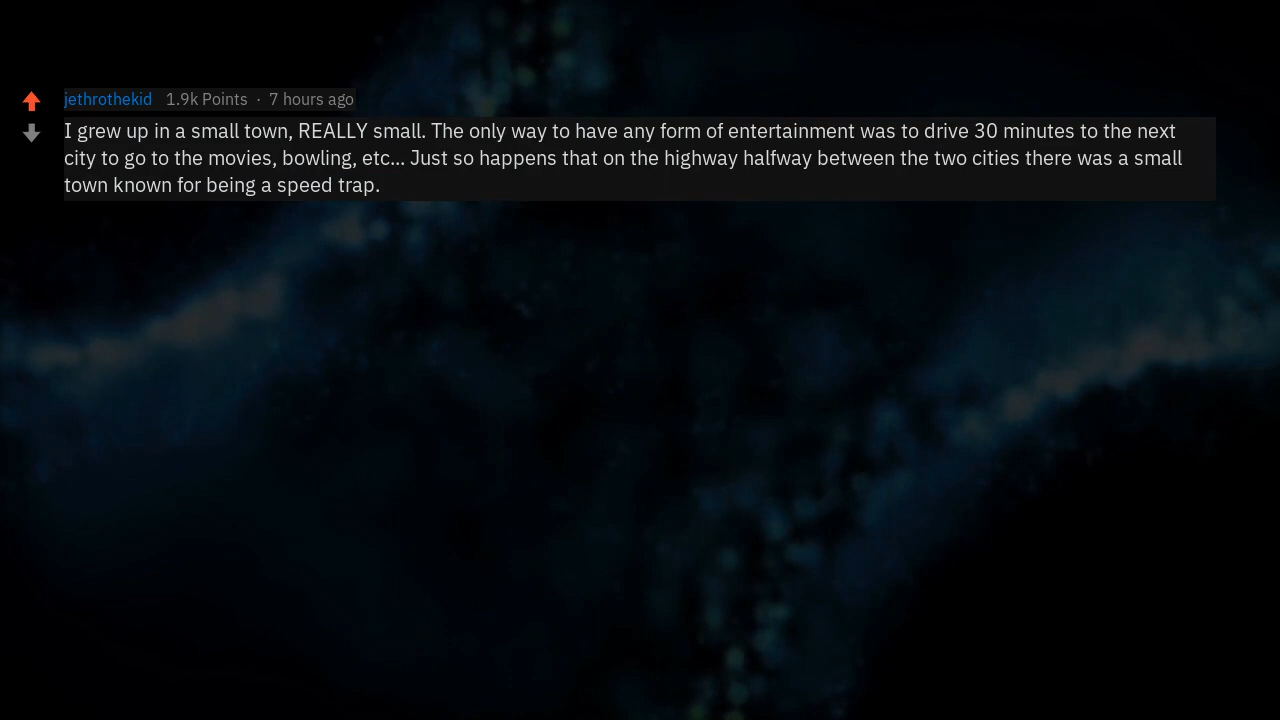 jethrothekid 1.9k Points · 7 hours ago
I grew up in a small town, REALLY small. The only way to have any form of entertainment was to drive 30 minutes to the next
city to go to the movies, bowling, etc... Just so happens that on the highway halfway between the two cities there was a small
town known for being a speed trap.